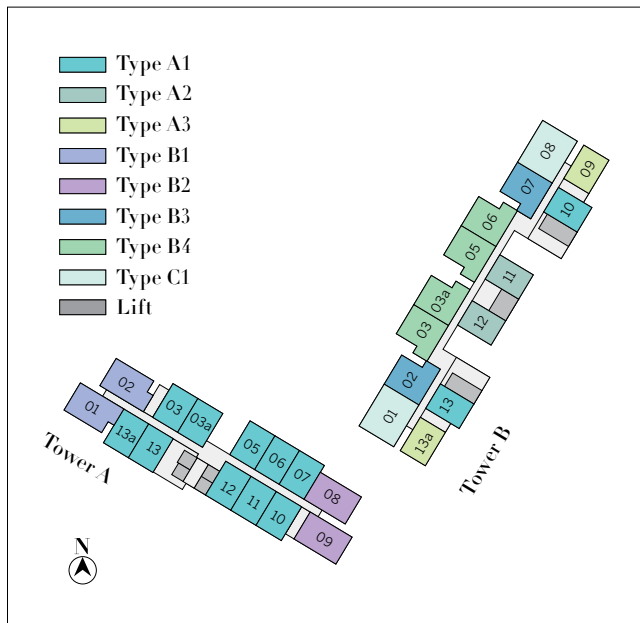 Type A1
Type A2
Type A3
Type B1
Type B2
Type B3
Type B4
Type C1
Lift
08
09
07
10
06
05
11
03a
12
03
02
13
01
13a
Tower B
02
01
03
03a
13a
13
05
06
07
08
12
11
10
09
Tower A
N